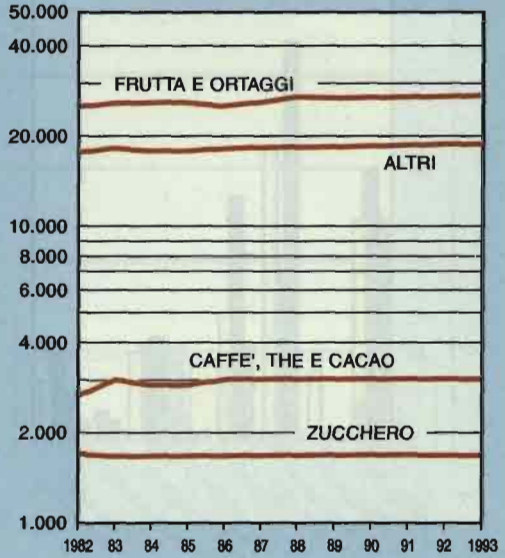 50.000
40.000
FRUTTA E ORTAGGI
20.000
ALTRI
10.000
8.000
6.000
4.000
CAFFE', THE E CACAO
2.000
ZUCCHERO
1.000
1982 83 84 85 86 87 88 89 90 91 92 1993